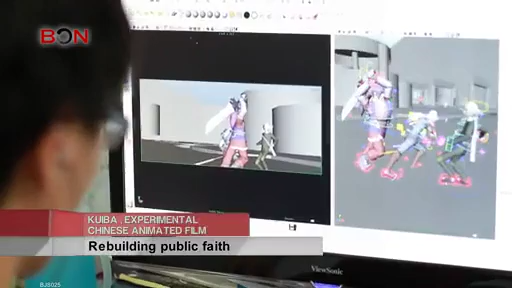 BON
KUIBA , EXPERIMENTAL
CHINESE ANIMATED FILM
Rebuilding public faith
ViewSonic
BJS025